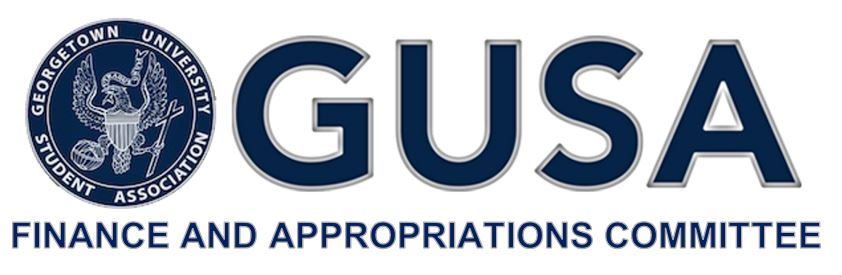 GEORGETOWN UNIVERSITY
STUDENT ASSOCIATION
GUSA
FINANCE AND APPROPRIATIONS COMMITTEE